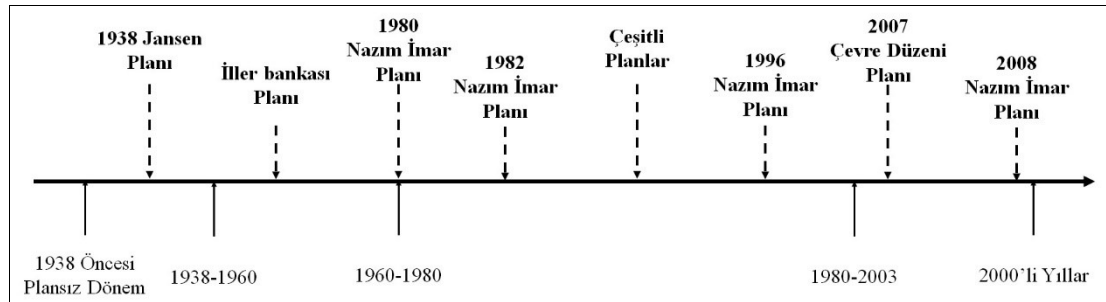 1938 Jansen
Planı
İller bankası
Planı
1980
Nazım İmar
Planı
1982
Nazım İmar
Planı
Çeşitli
Planlar
1996
Nazım İmar
Planı
2007
Çevre Düzeni
Planı
2008
Nazım İmar
Planı
1938 Öncesi
Plansız Dönem
1938-1960
1960-1980
1980-2003
2000’li Yıllar